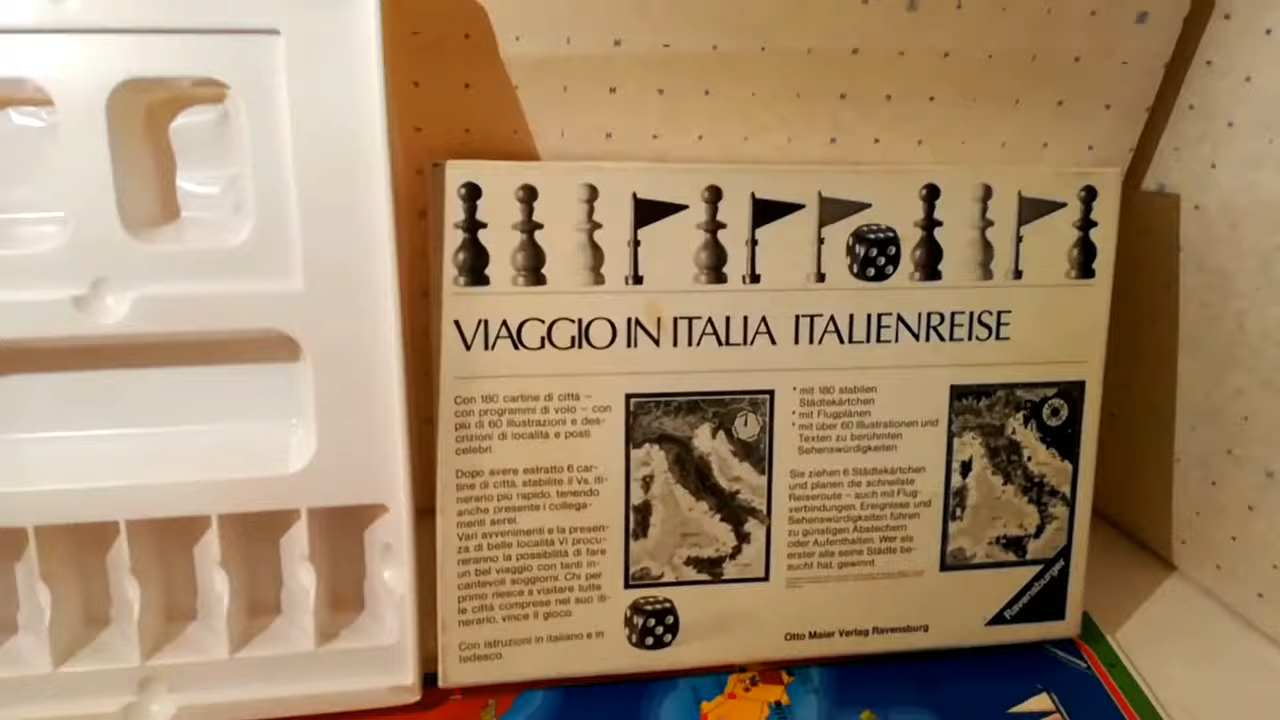 VIAGGIO IN ITALIA ITALIENREISE
Con 180 cartine di città –
con programmi di volo – con
più di 60 illustrazioni e des-
crizioni di località e posti
celebri.
Dopo avere estratto 6 car-
tine di città, stabilite il Vs. iti-
nerario più rapido, tenendo
anche presente i collega-
menti aerei.
Vari avvenimenti e la presen-
za di belle località Vi procu-
reranno la possibilità di fare
un bel viaggio con tanti in-
cantevoli soggiorni. Chi per
primo riesce a visitare tutte
le città comprese nel suo iti-
nerario, vince il gioco.
Con istruzioni in italiano e in
tedesco.
* mit 180 stabilen
Städtekärtchen
* mit Flugplänen
* mit über 60 Illustrationen und
Texten zu berühmten
Sehenswürdigkeiten
Sie ziehen 6 Städtekärtchen
und planen die schnellste
Reiseroute – auch mit Flug-
verbindungen. Ereignisse und
Sehenswürdigkeiten führen
zu günstigen Abstechern
oder Aufenthalten. Wer als
erster alle seine Städte be-
sucht hat, gewinnt.
Ravensburger
Otto Maier Verlag Ravensburg